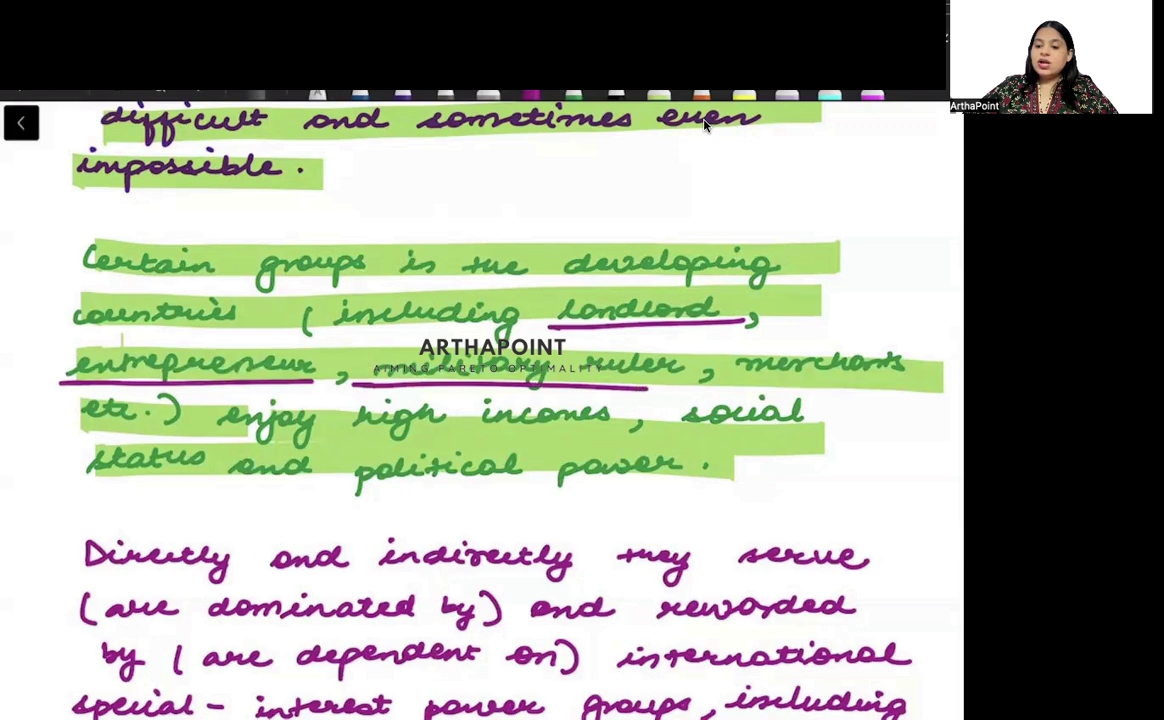 ArthaPoint
difficult and sometimes even
impossible.
Certain groups is the developing
countries (including landlord,
entrepreneur, military ruler, merchants
ARTHAPOINT
AIMING PARETO OPTIMALITY
etc.) enjoy high incomes, social
status and political power.
Directly and indirectly they serve
(are dominated by) and rewarded
by (are dependent on) international
special - interest power groups, including